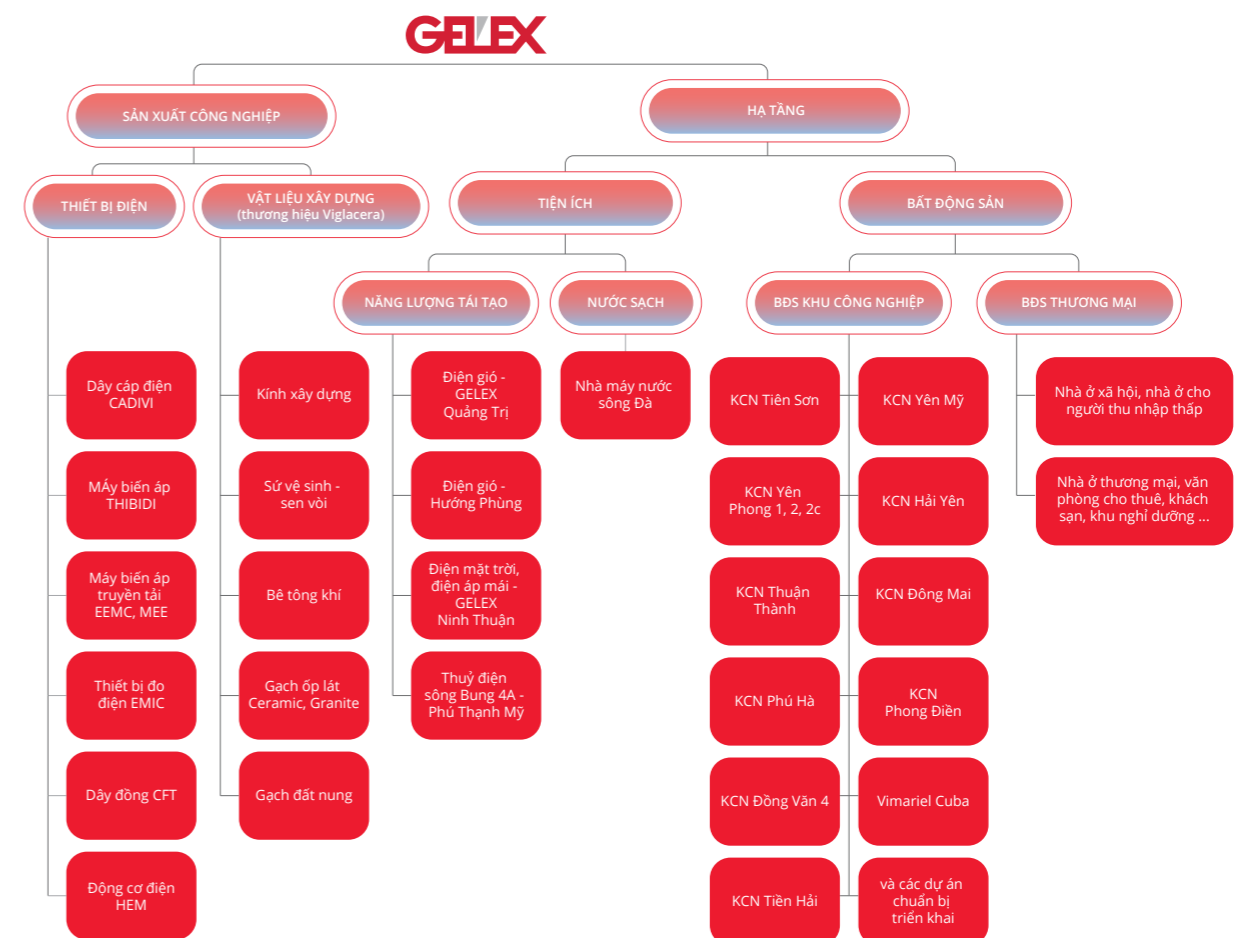 GELEX
SẢN XUẤT CÔNG NGHIỆP
HẠ TẦNG
THIẾT BỊ ĐIỆN
VẬT LIỆU XÂY DỰNG
(thương hiệu Viglacera)
TIỆN ÍCH
BẤT ĐỘNG SẢN
NĂNG LƯỢNG TÁI TẠO
NƯỚC SẠCH
BĐS KHU CÔNG NGHIỆP
BĐS THƯƠNG MẠI
Dây cáp điện
CADIVI
MÁy biến áp
THIBIDI
Máy biến áp
truyền tải
EEMC, MEE
Thiết bị đo
điện EMIC
Dây đồng CFT
Động cơ điện
HEM
Kính xây dựng
Sứ vệ sinh -
sen vòi
Bê tông khí
Gạch ốp lát
Ceramic, Granite
Gạch đất nung
Điện gió -
GELEX
Quảng Trị
Điện gió -
Hướng Phùng
Điện mặt trời,
điện áp mái -
GELEX
Ninh Thuận
Thuỷ điện
sông Bung 4A -
Phú Thạnh Mỹ
Nhà máy nước
sông Đà
KCN Tiên Sơn
KCN Yên
Phong 1, 2, 2c
KCN Thuận
Thành
KCN Phú Hà
KCN Đồng Văn 4
KCN Tiền Hải
KCN Yên Mỹ
KCN Hải Yên
KCN Đông Mai
KCN
Phong Điền
Vimariel Cuba
và các dự án
chuẩn bị
triển khai
Nhà ở xã hội, nhà ở cho
người thu nhập thấp
Nhà ở thương mại, văn
phòng cho thuê, khách
sạn, khu nghỉ dưỡng ...